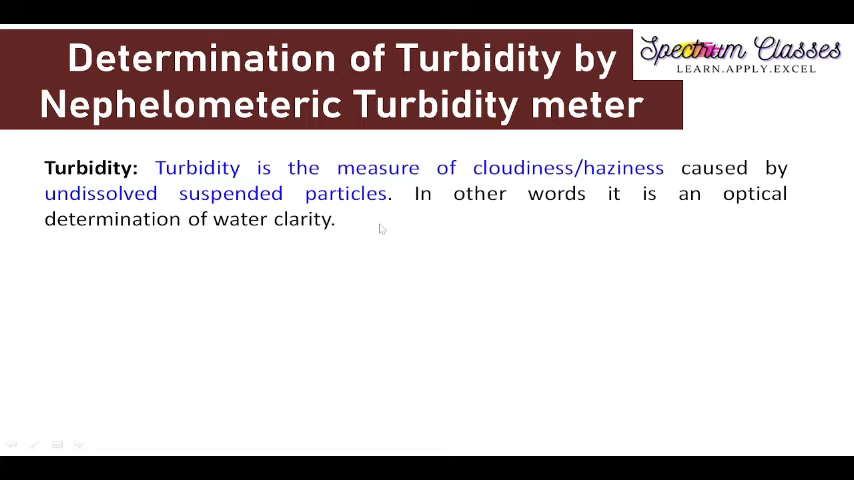 Determination of Turbidity by
Nephelometeric Turbidity meter
Spectrum Classes
LEARN.APPLY.EXCEL
Turbidity: Turbidity is the measure of cloudiness/haziness caused by
undissolved suspended particles. In other words it is an optical
determination of water clarity.